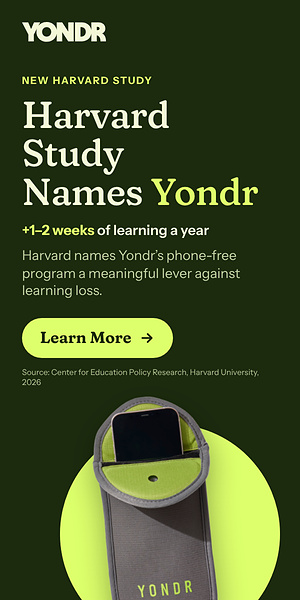 YONDR
NEW HARVARD STUDY
Harvard
Study
Names Yondr
+1–2 weeks of learning a year
Harvard names Yondr's phone-free
program a meaningful lever against
learning loss.
Learn More →
Source: Center for Education Policy Research, Harvard University,
2026
YONDR